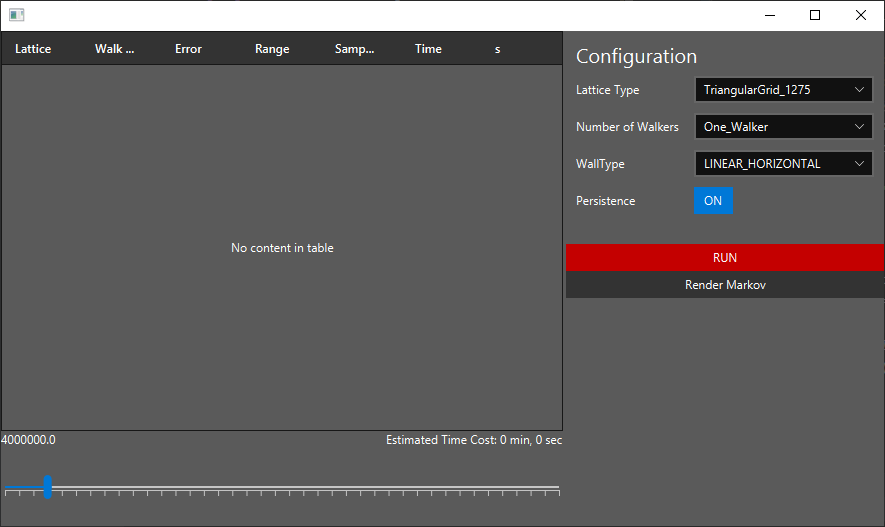 Lattice Walk ... Error Range Samp... Time s
No content in table
4000000.0 Estimated Time Cost: 0 min, 0 sec
Configuration
Lattice Type TriangularGrid_1275
Number of Walkers One_Walker
WallType LINEAR_HORIZONTAL
Persistence ON
RUN
Render Markov